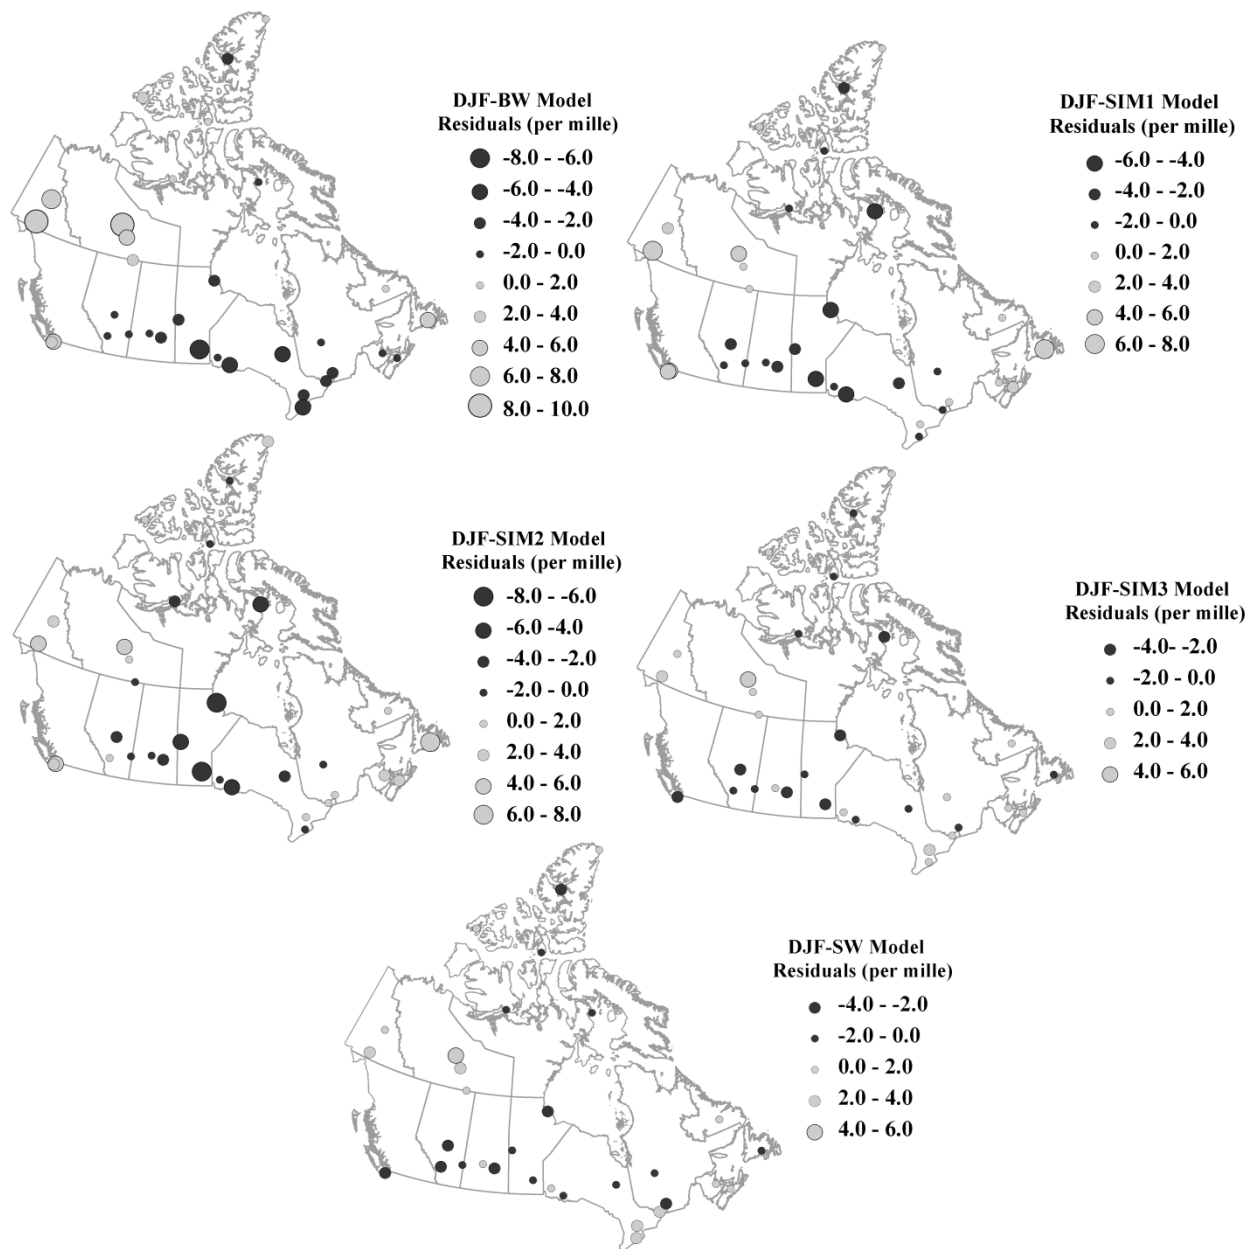 DJF-BW Model
Residuals (per mille)
-8.0 - -6.0
-6.0 - -4.0
-4.0 - -2.0
-2.0 - 0.0
0.0 - 2.0
2.0 - 4.0
4.0 - 6.0
6.0 - 8.0
8.0 - 10.0
DJF-SIM1 Model
Residuals (per mille)
-6.0 - -4.0
-4.0 - -2.0
-2.0 - 0.0
0.0 - 2.0
2.0 - 4.0
4.0 - 6.0
6.0 - 8.0
DJF-SIM2 Model
Residuals (per mille)
-8.0 - -6.0
-6.0 -4.0
-4.0 - -2.0
-2.0 - 0.0
0.0 - 2.0
2.0 - 4.0
4.0 - 6.0
6.0 - 8.0
DJF-SIM3 Model
Residuals (per mille)
-4.0- -2.0
-2.0 - 0.0
0.0 - 2.0
2.0 - 4.0
4.0 - 6.0
DJF-SW Model
Residuals (per mille)
-4.0 - -2.0
-2.0 - 0.0
0.0 - 2.0
2.0 - 4.0
4.0 - 6.0